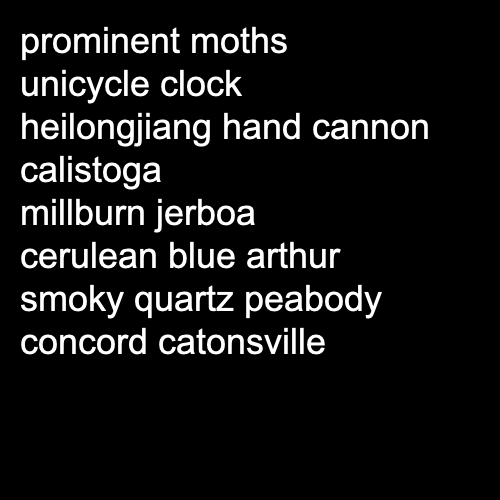 prominent moths
unicycle clock
heilongjiang hand cannon
calistoga
millburn jerboa
cerulean blue arthur
smoky quartz peabody
concord catonsville